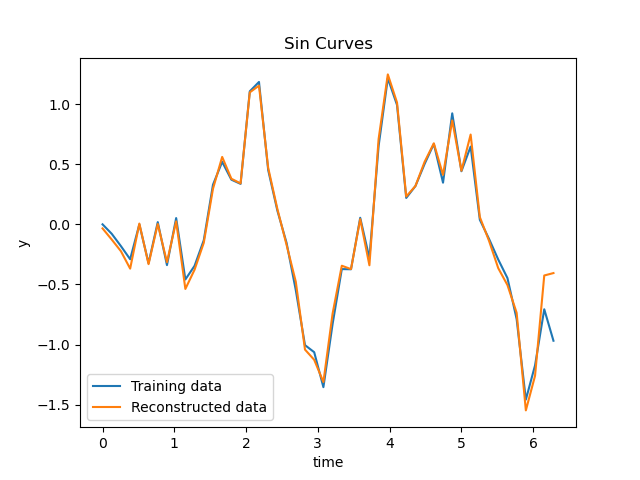 Sin Curves
1.0
0.5
0.0
−0.5
−1.0
−1.5
y
0 1 2 3 4 5 6
time
Training data
Reconstructed data